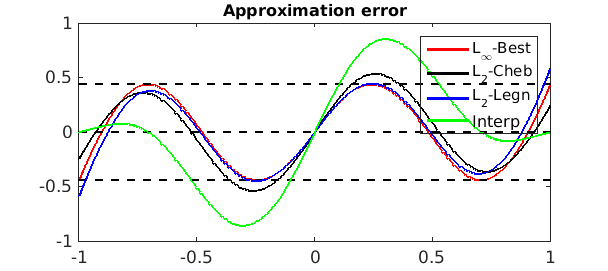 Approximation error
1
0.5
0
-0.5
-1
-1
-0.5
0
0.5
1
L∞-Best
L2-Cheb
L2-Legn
Interp